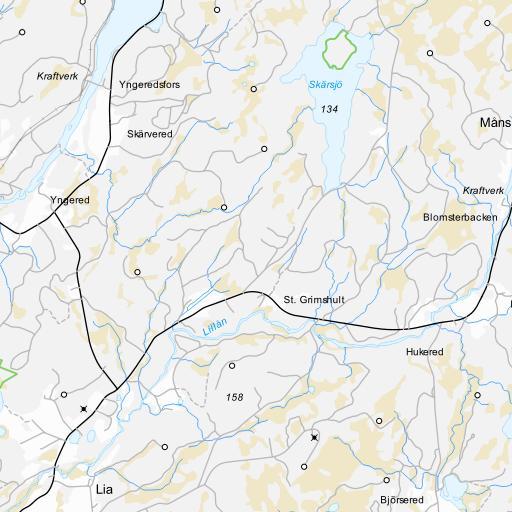 Kraftverk
Yngeredsfors
Skärsjö
134
Skärvered
Måns
Kraftverk
Yngered
Blomsterbacken
St. Grimshult
Lillån
Hukered
158
Lia
Björsered